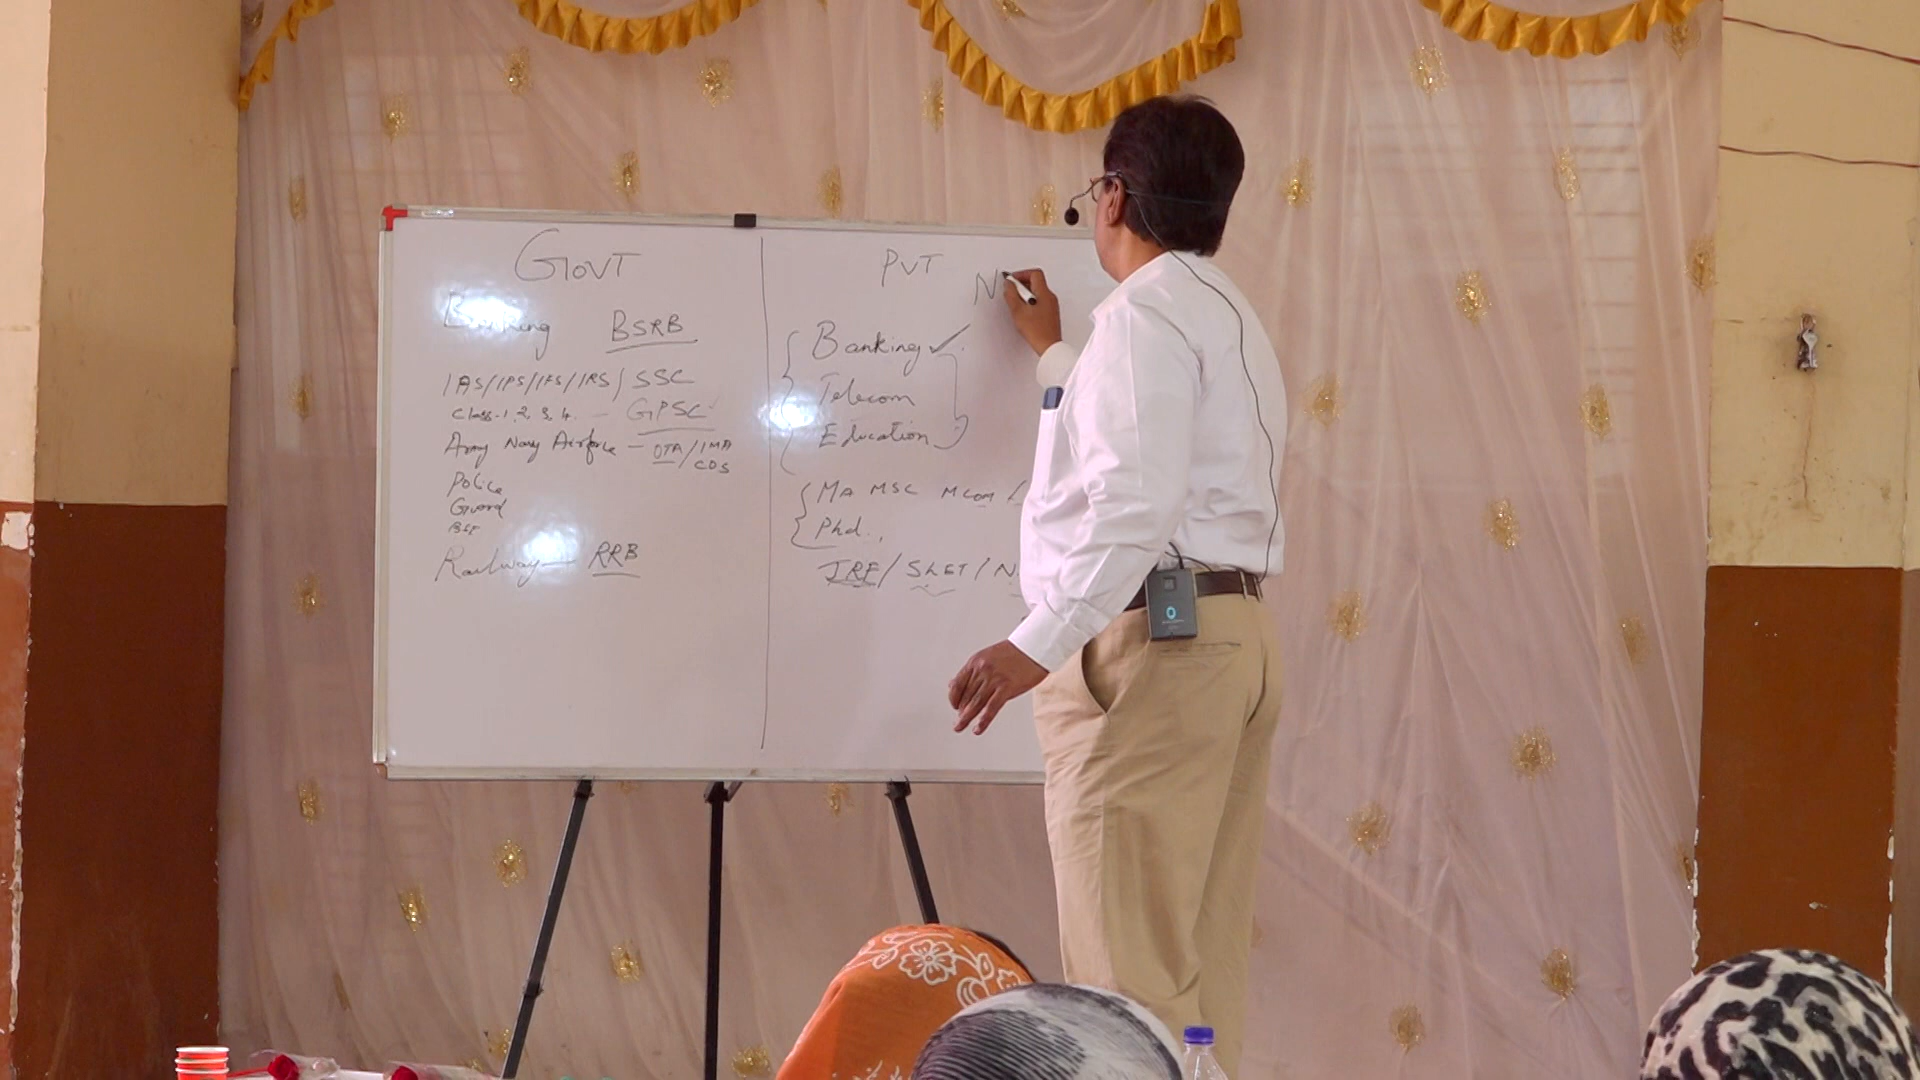 GOVT
Banking BSRB
IAS/IPS/IFS/IRS/SSC
Class-1, 2, 3, 4. - GPSC
Army Navy Airforce - OTA/IMA
CDS
Police
Guard
BSF
Railway - RRB
PVT
N
Banking ✓
Telecom
Education
MA MSC MCOM
Phd.,
JRF/ SLET / N